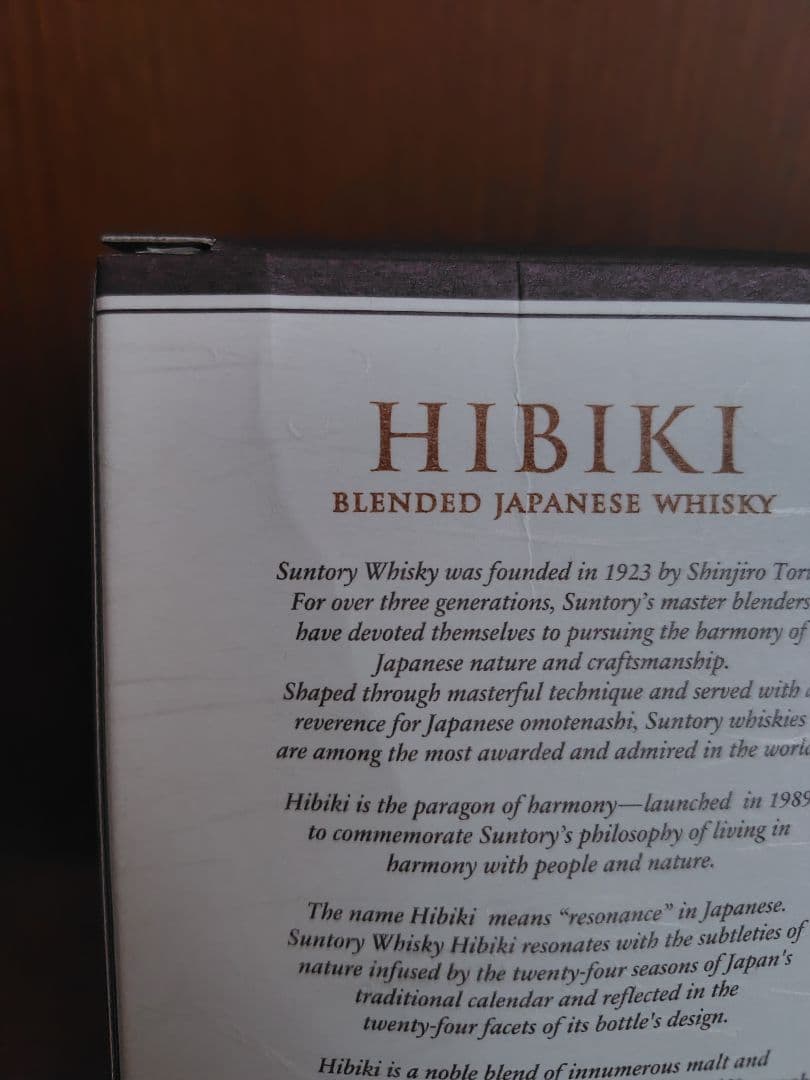 HIBIKI
BLENDED JAPANESE WHISKY
Suntory Whisky was founded in 1923 by Shinjiro
For over three generations, Suntory's master blenders
have devoted themselves to pursuing the harmony of
Japanese nature and craftsmanship.
Shaped through masterful technique and served with
reverence for Japanese omotenashi, Suntory whiskies
are among the most awarded and admired in the
Hibiki is the paragon of harmony—launched in 1989
to commemorate Suntory's philosophy of living in
harmony with people and nature.
The name Hibiki means “resonance” in Japanese.
Suntory Whisky Hibiki resonates with the subtleties of
nature infused by the twenty-four seasons of Japan's
traditional calendar and reflected in the
twenty-four facets of its bottle's design.
Hibiki is a noble blend of innumerous malt and